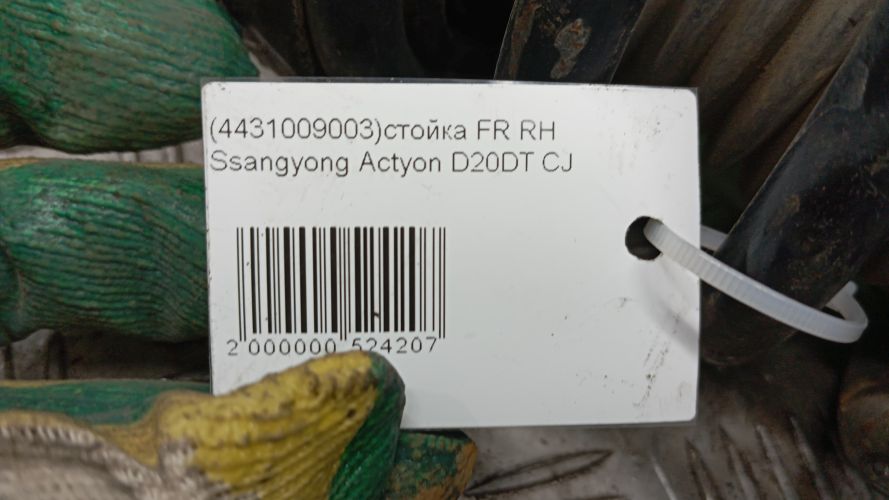 (4431009003)стойка FR RH
Ssangyong Actyon D20DT CJ
2 000000 524207